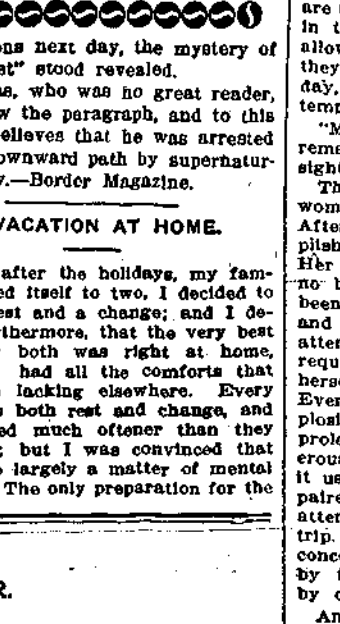 ons next day, the mystery of
st" stood revealed.
as, who was no great reader,
w the paragraph, and to this
elieves that he was arrested
ownward path by supernatur-
y.—Border Magazine.
VACATION AT HOME.
after the holidays, my fam-
ed itself to two, I decided to
est and a change; and I de-
rthermore, that the very best
both was right at home,
had all the comforts that
lacking elsewhere. Every
s both rest and change, and
ed much oftener than they
; but I was convinced that
largely a matter of mental
The only preparation for the
R.
are
in t
allow
they
day,
temp
"M
reme
sight
Th
wom
After
plish
Her
no b
been
and
atter
requ
herse
Ever
plosi
prole
erous
it us
paire
atter
trip.
conce
by f
by c
An